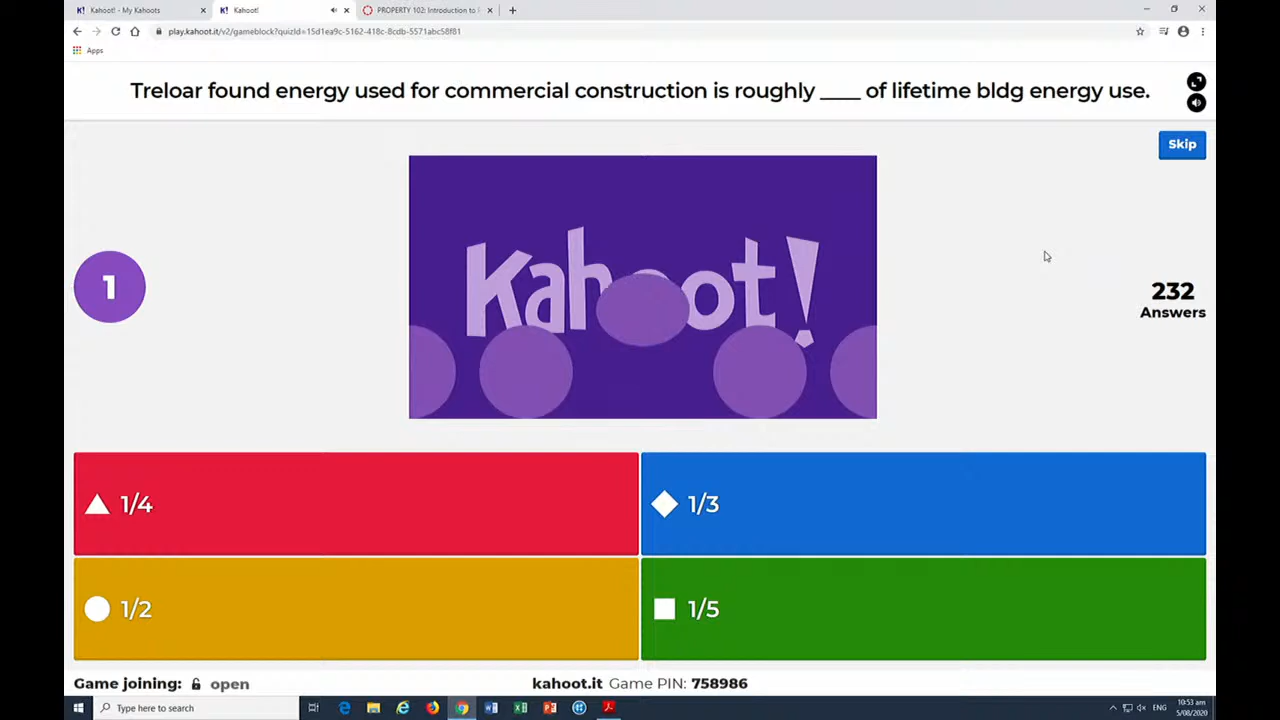 Kahoot! - My Kahoots
Kahoot!
PROPERTY 102: Introduction to
play.kahoot.it/v2/gameblock?quizId=15d1ea9c-5162-418c-8cdb-5571abc58f81
Apps
Treloar found energy used for commercial construction is roughly ____ of lifetime bldg energy use.
Skip
Kahoot!
1
232
Answers
1/4
1/3
1/2
1/5
Game joining: open
kahoot.it Game PIN: 758986
Type here to search
ENG
10:53 am
5/08/2020